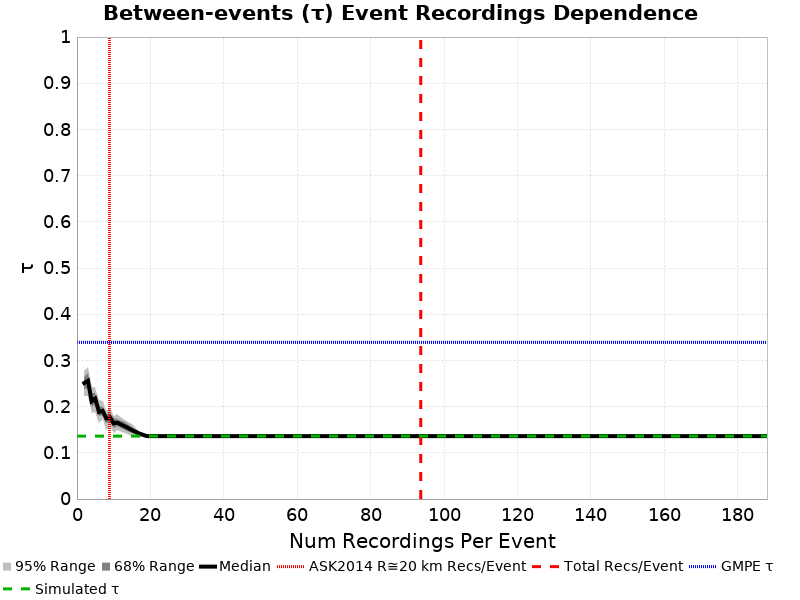 Between-events (τ) Event Recordings Dependence
1
0.9
0.8
0.7
0.6
0.5
0.4
0.3
0.2
0.1
0
τ
0 20 40 60 80 100 120 140 160 180
Num Recordings Per Event
95% Range 68% Range Median ASK2014 R≅20 km Recs/Event Total Recs/Event GMPE τ
Simulated τ